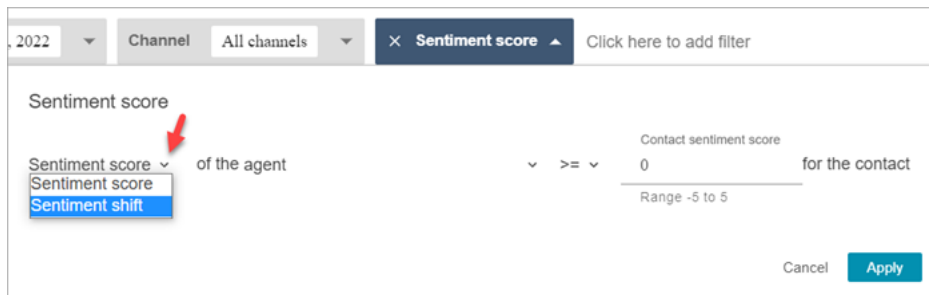 , 2022 Channel All channels × Sentiment score Click here to add filter
Sentiment score
Contact sentiment score
Sentiment score of the agent >= 0 for the contact
Sentiment score
Sentiment shift
Range -5 to 5
Cancel Apply